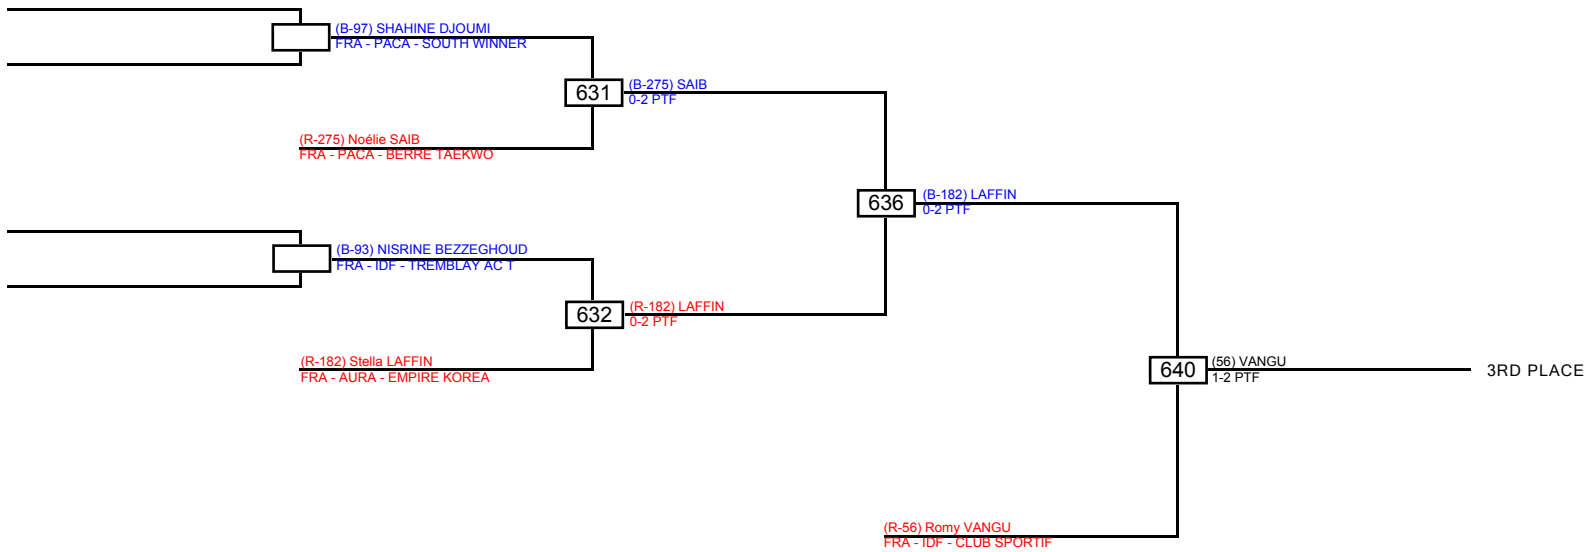 (B-97) SHAHINE DJOUMI
FRA - PACA - SOUTH WINNER
631
(B-275) SAIB
0-2 PTF
(R-275) Noélie SAIB
FRA - PACA - BERRE TAEKWO
636
(B-182) LAFFIN
0-2 PTF
(B-93) NISRINE BEZZEGHOUD
FRA - IDF - TREMBLAY AC T
632
(R-182) LAFFIN
0-2 PTF
(R-182) Stella LAFFIN
FRA - AURA - EMPIRE KOREA
640
(56) VANGU
1-2 PTF
3RD PLACE
(R-56) Romy VANGU
FRA - IDF - CLUB SPORTIF